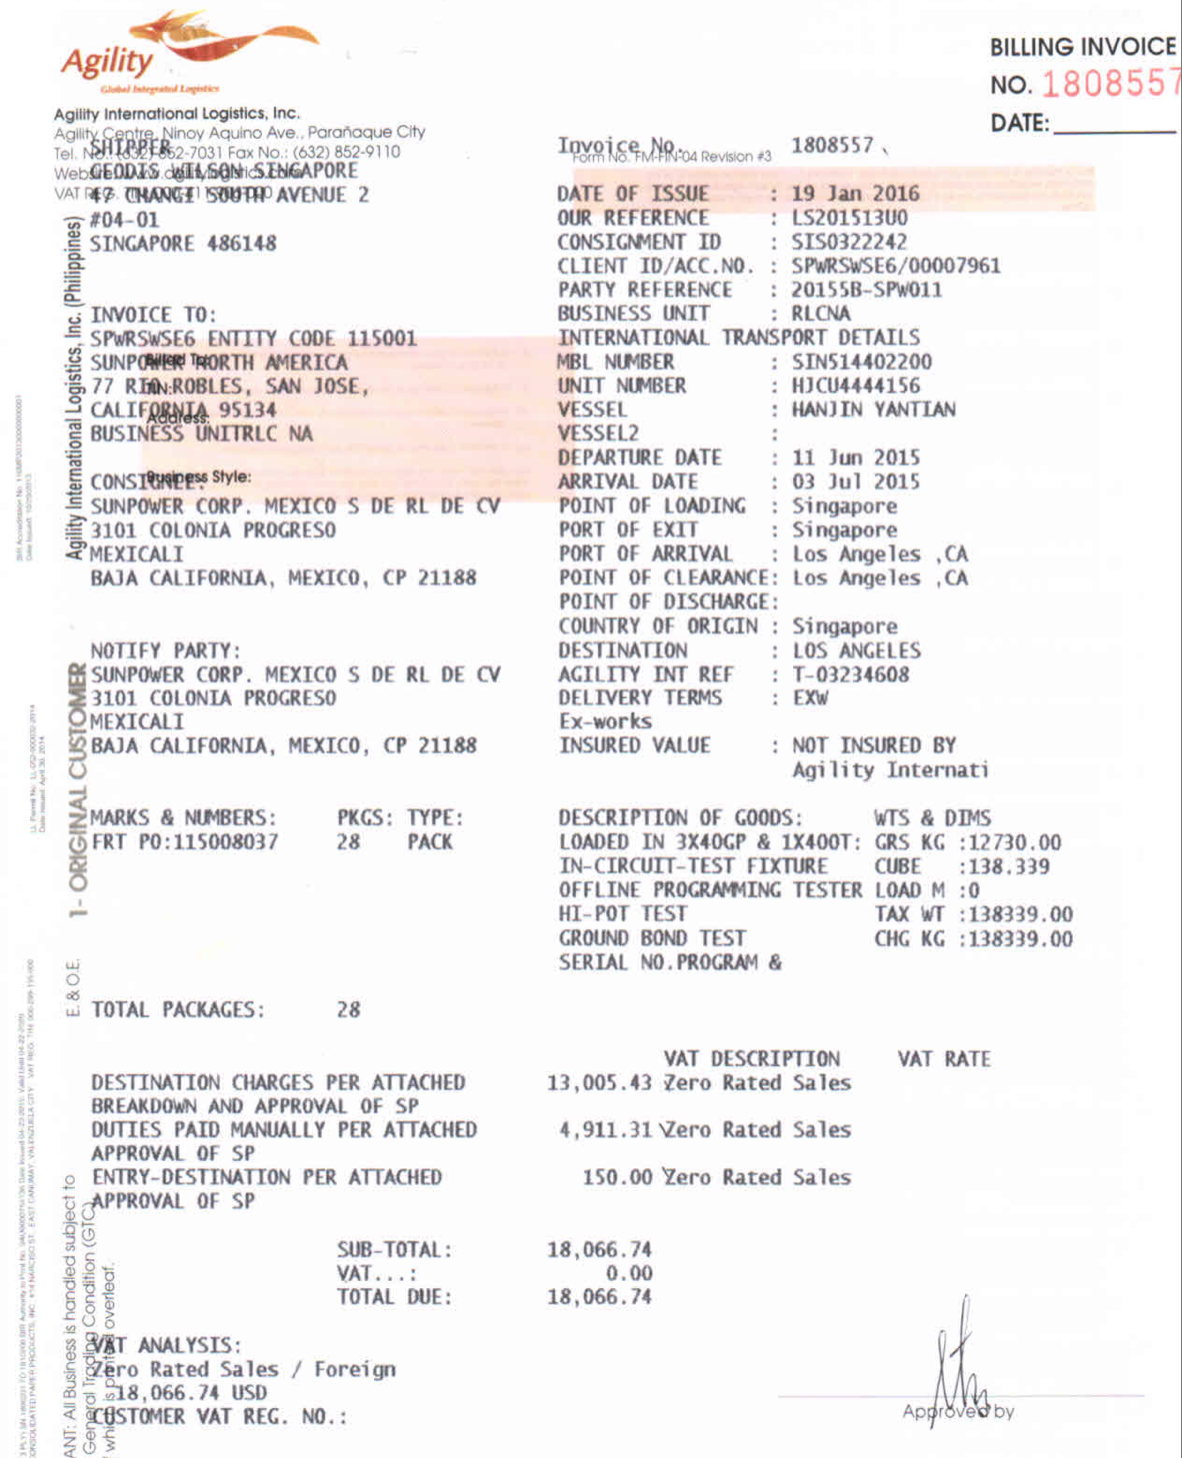 Agility
Global Integrated Logistics
BILLING INVOICE
NO. 1808557
DATE:
Agility International Logistics, Inc.
Agility Centre, Ninoy Aquino Ave., Parañaque City
Tel. No.: (632) 852-7031 Fax No.: (632) 852-9110
Website: www.agilitylogistics.com
VAT REG.
Form No. FM-FIN-04 Revision #3
SHIPPER
GEODIS WILSON SINGAPORE
47 CHANGI SOUTH AVENUE 2
#04-01
SINGAPORE 486148
INVOICE TO:
SPWRSWSE6 ENTITY CODE 115001
SUNPOWER NORTH AMERICA
77 RIO ROBLES, SAN JOSE,
CALIFORNIA 95134
BUSINESS UNITRLC NA
Billed To:
TIN:
Address:
Business Style:
CONSIGNEE:
SUNPOWER CORP. MEXICO S DE RL DE CV
3101 COLONIA PROGRESO
MEXICALI
BAJA CALIFORNIA, MEXICO, CP 21188
NOTIFY PARTY:
SUNPOWER CORP. MEXICO S DE RL DE CV
3101 COLONIA PROGRESO
MEXICALI
BAJA CALIFORNIA, MEXICO, CP 21188
Invoice No. 1808557
DATE OF ISSUE : 19 Jan 2016
OUR REFERENCE : LS201513U0
CONSIGNMENT ID : SIS0322242
CLIENT ID/ACC.NO. : SPWRSWSE6/00007961
PARTY REFERENCE : 20155B-SPW011
BUSINESS UNIT : RLCNA
INTERNATIONAL TRANSPORT DETAILS
MBL NUMBER : SIN514402200
UNIT NUMBER : HJCU4444156
VESSEL : HANJIN YANTIAN
VESSEL2 :
DEPARTURE DATE : 11 Jun 2015
ARRIVAL DATE : 03 Jul 2015
POINT OF LOADING : Singapore
PORT OF EXIT : Singapore
PORT OF ARRIVAL : Los Angeles ,CA
POINT OF CLEARANCE: Los Angeles ,CA
POINT OF DISCHARGE:
COUNTRY OF ORIGIN : Singapore
DESTINATION : LOS ANGELES
AGILITY INT REF : T-03234608
DELIVERY TERMS : EXW
Ex-works
INSURED VALUE : NOT INSURED BY
Agility Internati
MARKS & NUMBERS: PKGS: TYPE: DESCRIPTION OF GOODS: WTS & DIMS
FRT PO:115008037 28 PACK LOADED IN 3X40GP & 1X40OT: GRS KG :12730.00
IN-CIRCUIT-TEST FIXTURE CUBE :138.339
OFFLINE PROGRAMMING TESTER LOAD M :0
HI-POT TEST TAX WT :138339.00
GROUND BOND TEST CHG KG :138339.00
SERIAL NO.PROGRAM &
TOTAL PACKAGES: 28
VAT DESCRIPTION VAT RATE
DESTINATION CHARGES PER ATTACHED 13,005.43 Zero Rated Sales
BREAKDOWN AND APPROVAL OF SP
DUTIES PAID MANUALLY PER ATTACHED 4,911.31 Zero Rated Sales
APPROVAL OF SP
ENTRY-DESTINATION PER ATTACHED 150.00 Zero Rated Sales
APPROVAL OF SP
SUB-TOTAL: 18,066.74
VAT...: 0.00
TOTAL DUE: 18,066.74
VAT ANALYSIS:
Zero Rated Sales / Foreign
18,066.74 USD
CUSTOMER VAT REG. NO.:
Approved by
Agility International Logistics, Inc. (Philippines)
1- ORIGINAL CUSTOMER
E. & O.E.
ANT: All Business is handled subject to
General Trading Condition (GTC)
which is printed overleaf.